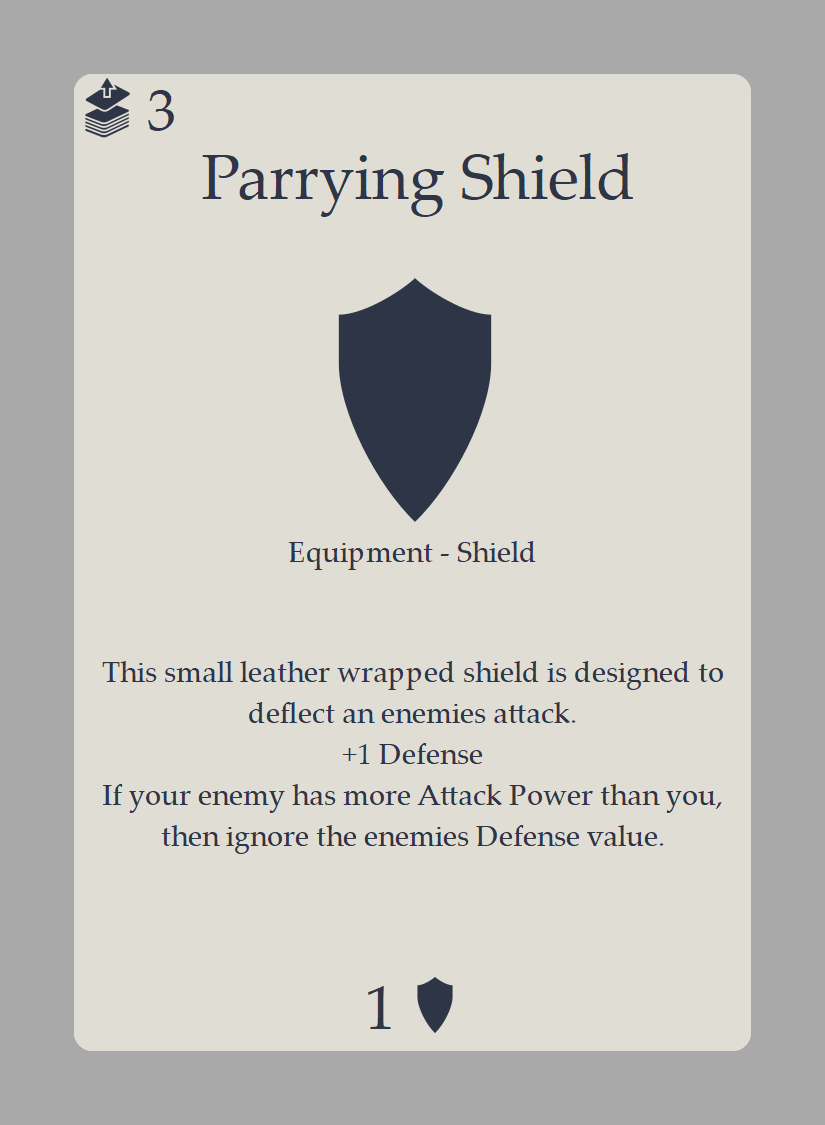 3
Parrying Shield
Equipment - Shield
This small leather wrapped shield is designed to
deflect an enemies attack.
+1 Defense
If your enemy has more Attack Power than you,
then ignore the enemies Defense value.
1